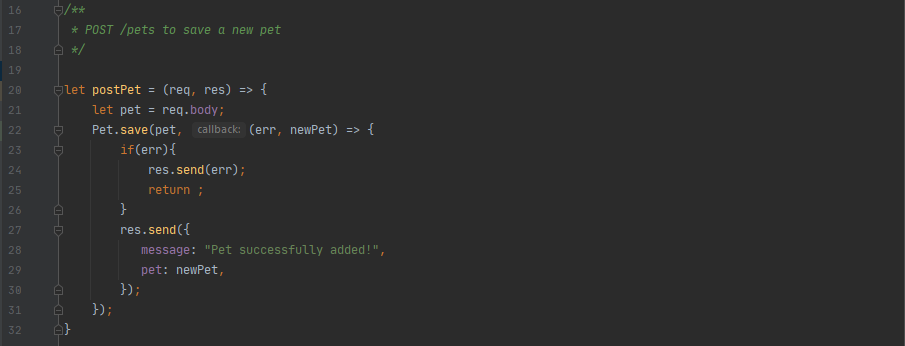 16 /**
17  * POST /pets to save a new pet
18  */
19
20 let postPet = (req, res) => {
21     let pet = req.body;
22     Pet.save(pet, callback: (err, newPet) => {
23         if(err){
24             res.send(err);
25             return ;
26         }
27         res.send({
28            message: "Pet successfully added!",
29            pet: newPet,
30         });
31     });
32 }